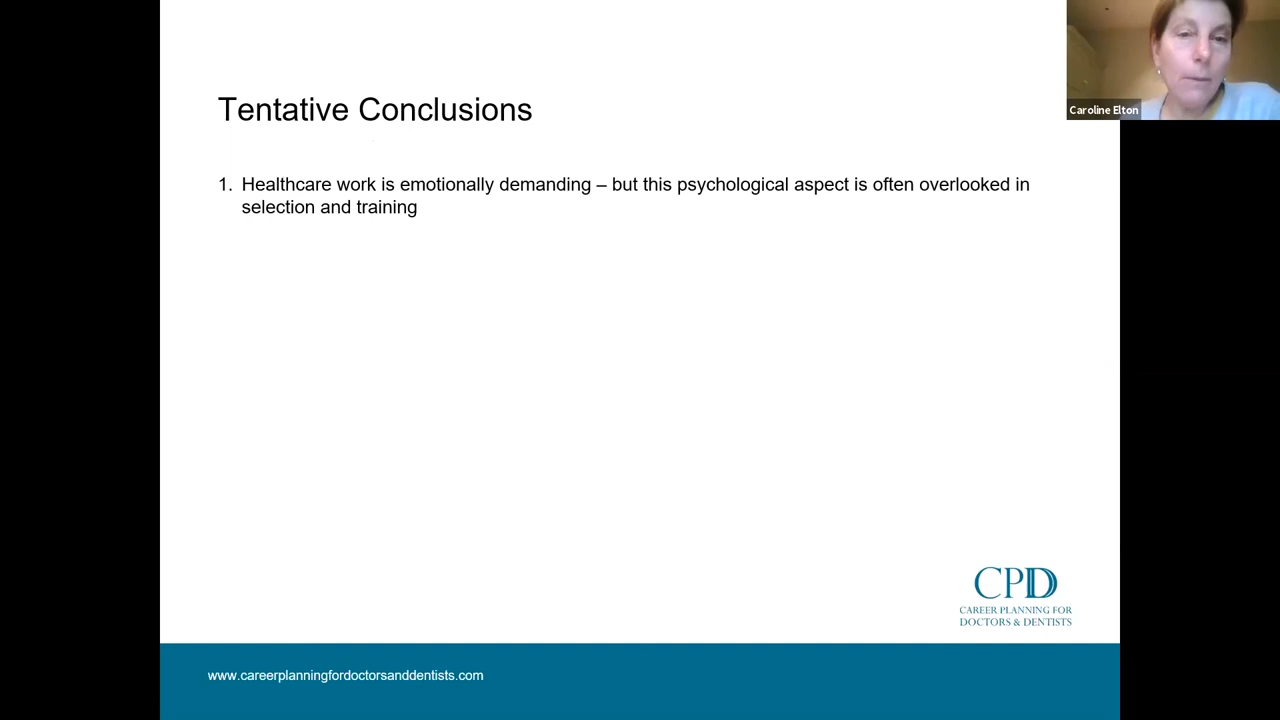 Tentative Conclusions
1. Healthcare work is emotionally demanding – but this psychological aspect is often overlooked in
selection and training
Caroline Elton
CPDD
CAREER PLANNING FOR
DOCTORS & DENTISTS
www.careerplanningfordoctorsanddentists.com